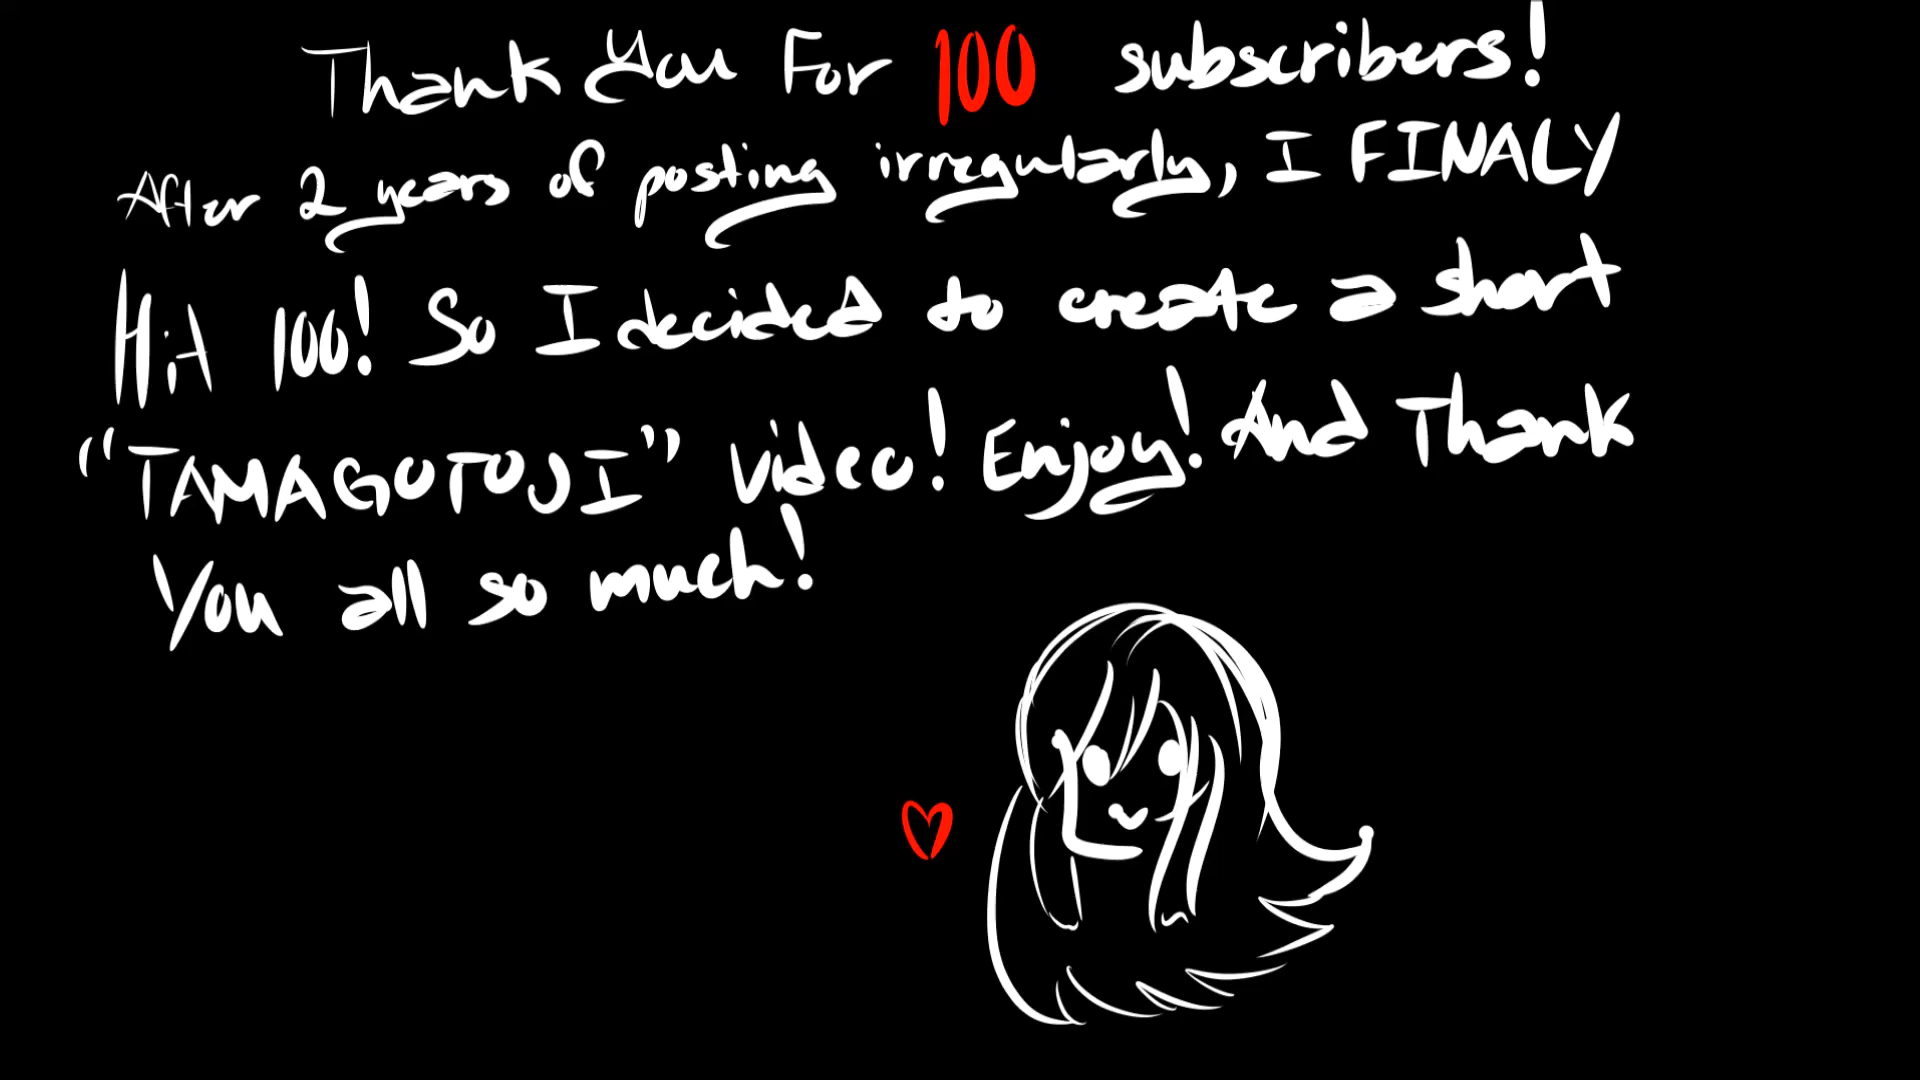 Thank You For 100 subscribers!
After 2 years of posting irregularly, I FINALY
Hit 100! So I decided to create a short
"TAMAGOTOJI" video! Enjoy! And Thank
You all so much!